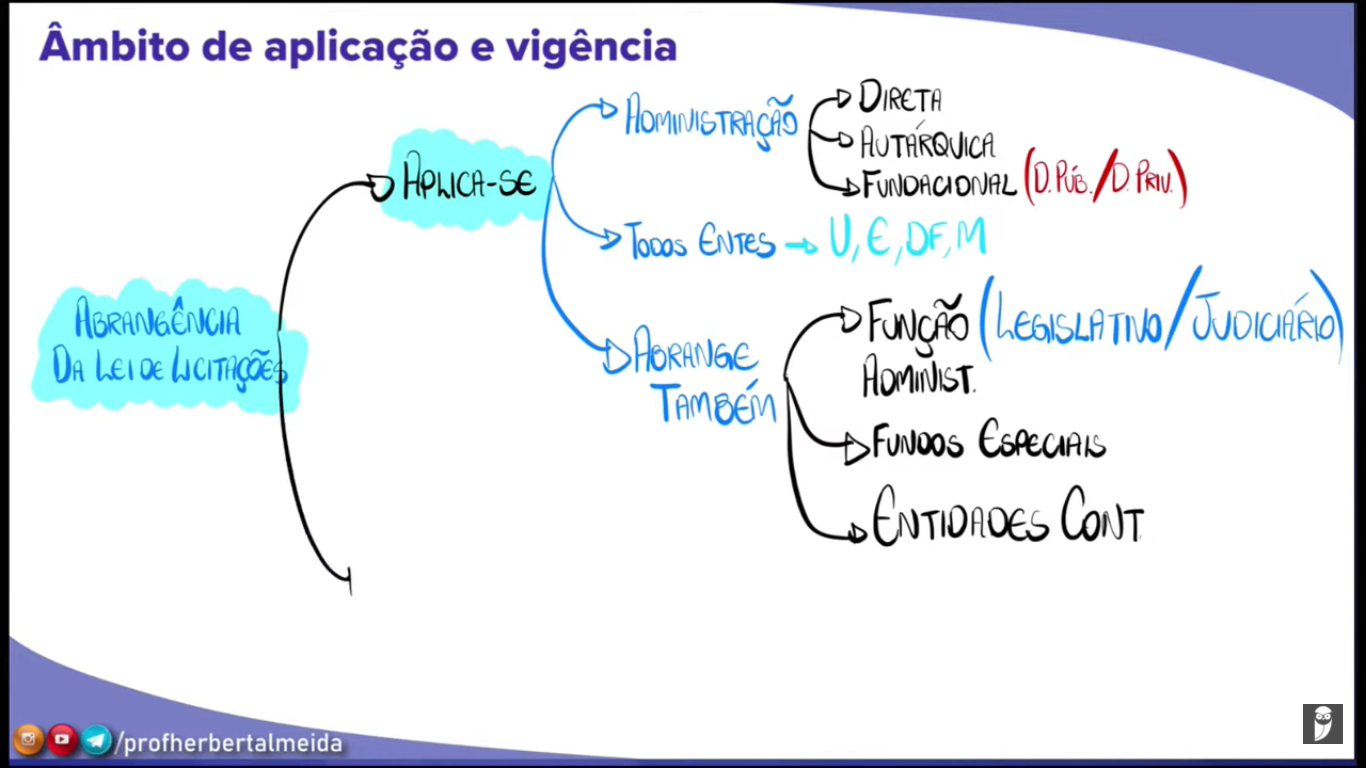 Âmbito de aplicação e vigência
ABRANGÊNCIA
DA LEI DE LICITAÇÕES
APLICA-SE
ADMINISTRAÇÃO
DIRETA
AUTÁRQUICA
FUNDACIONAL (D. PÚB. / D. PRIV.)
TODOS ENTES → U, E, DF, M
ABRANGE
TAMBÉM
FUNÇÃO (LEGISLATIVO / JUDICIÁRIO)
ADMINIST.
FUNDOS ESPECIAIS
ENTIDADES CONT.
/profherbertalmeida